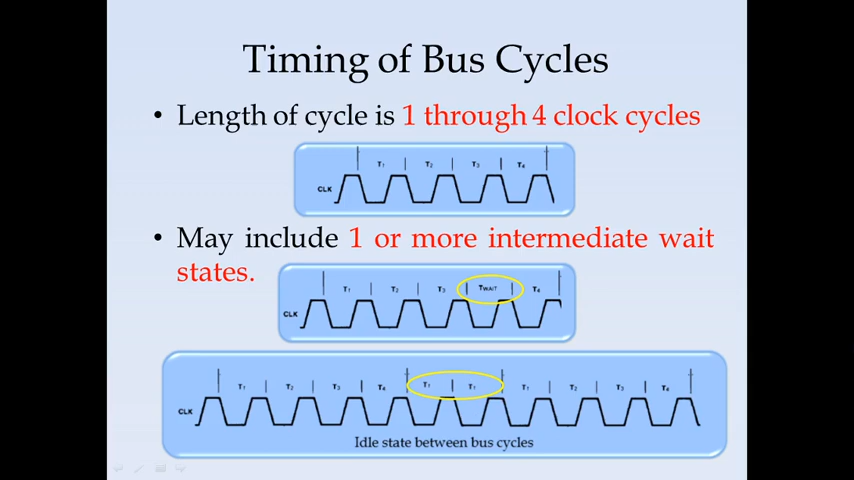 Timing of Bus Cycles
• Length of cycle is 1 through 4 clock cycles
T1 T2 T3 T4
CLK
• May include 1 or more intermediate wait
states.
T1 T2 T3 TWAIT T4
CLK
T1 T2 T3 T4 TI TI T1 T2 T3 T4
CLK
Idle state between bus cycles